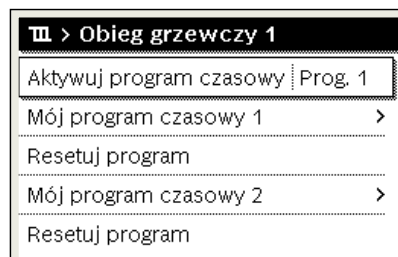 > Obieg grzewczy 1
Aktywuj program czasowy Prog. 1
Mój program czasowy 1 >
Resetuj program
Mój program czasowy 2 >
Resetuj program